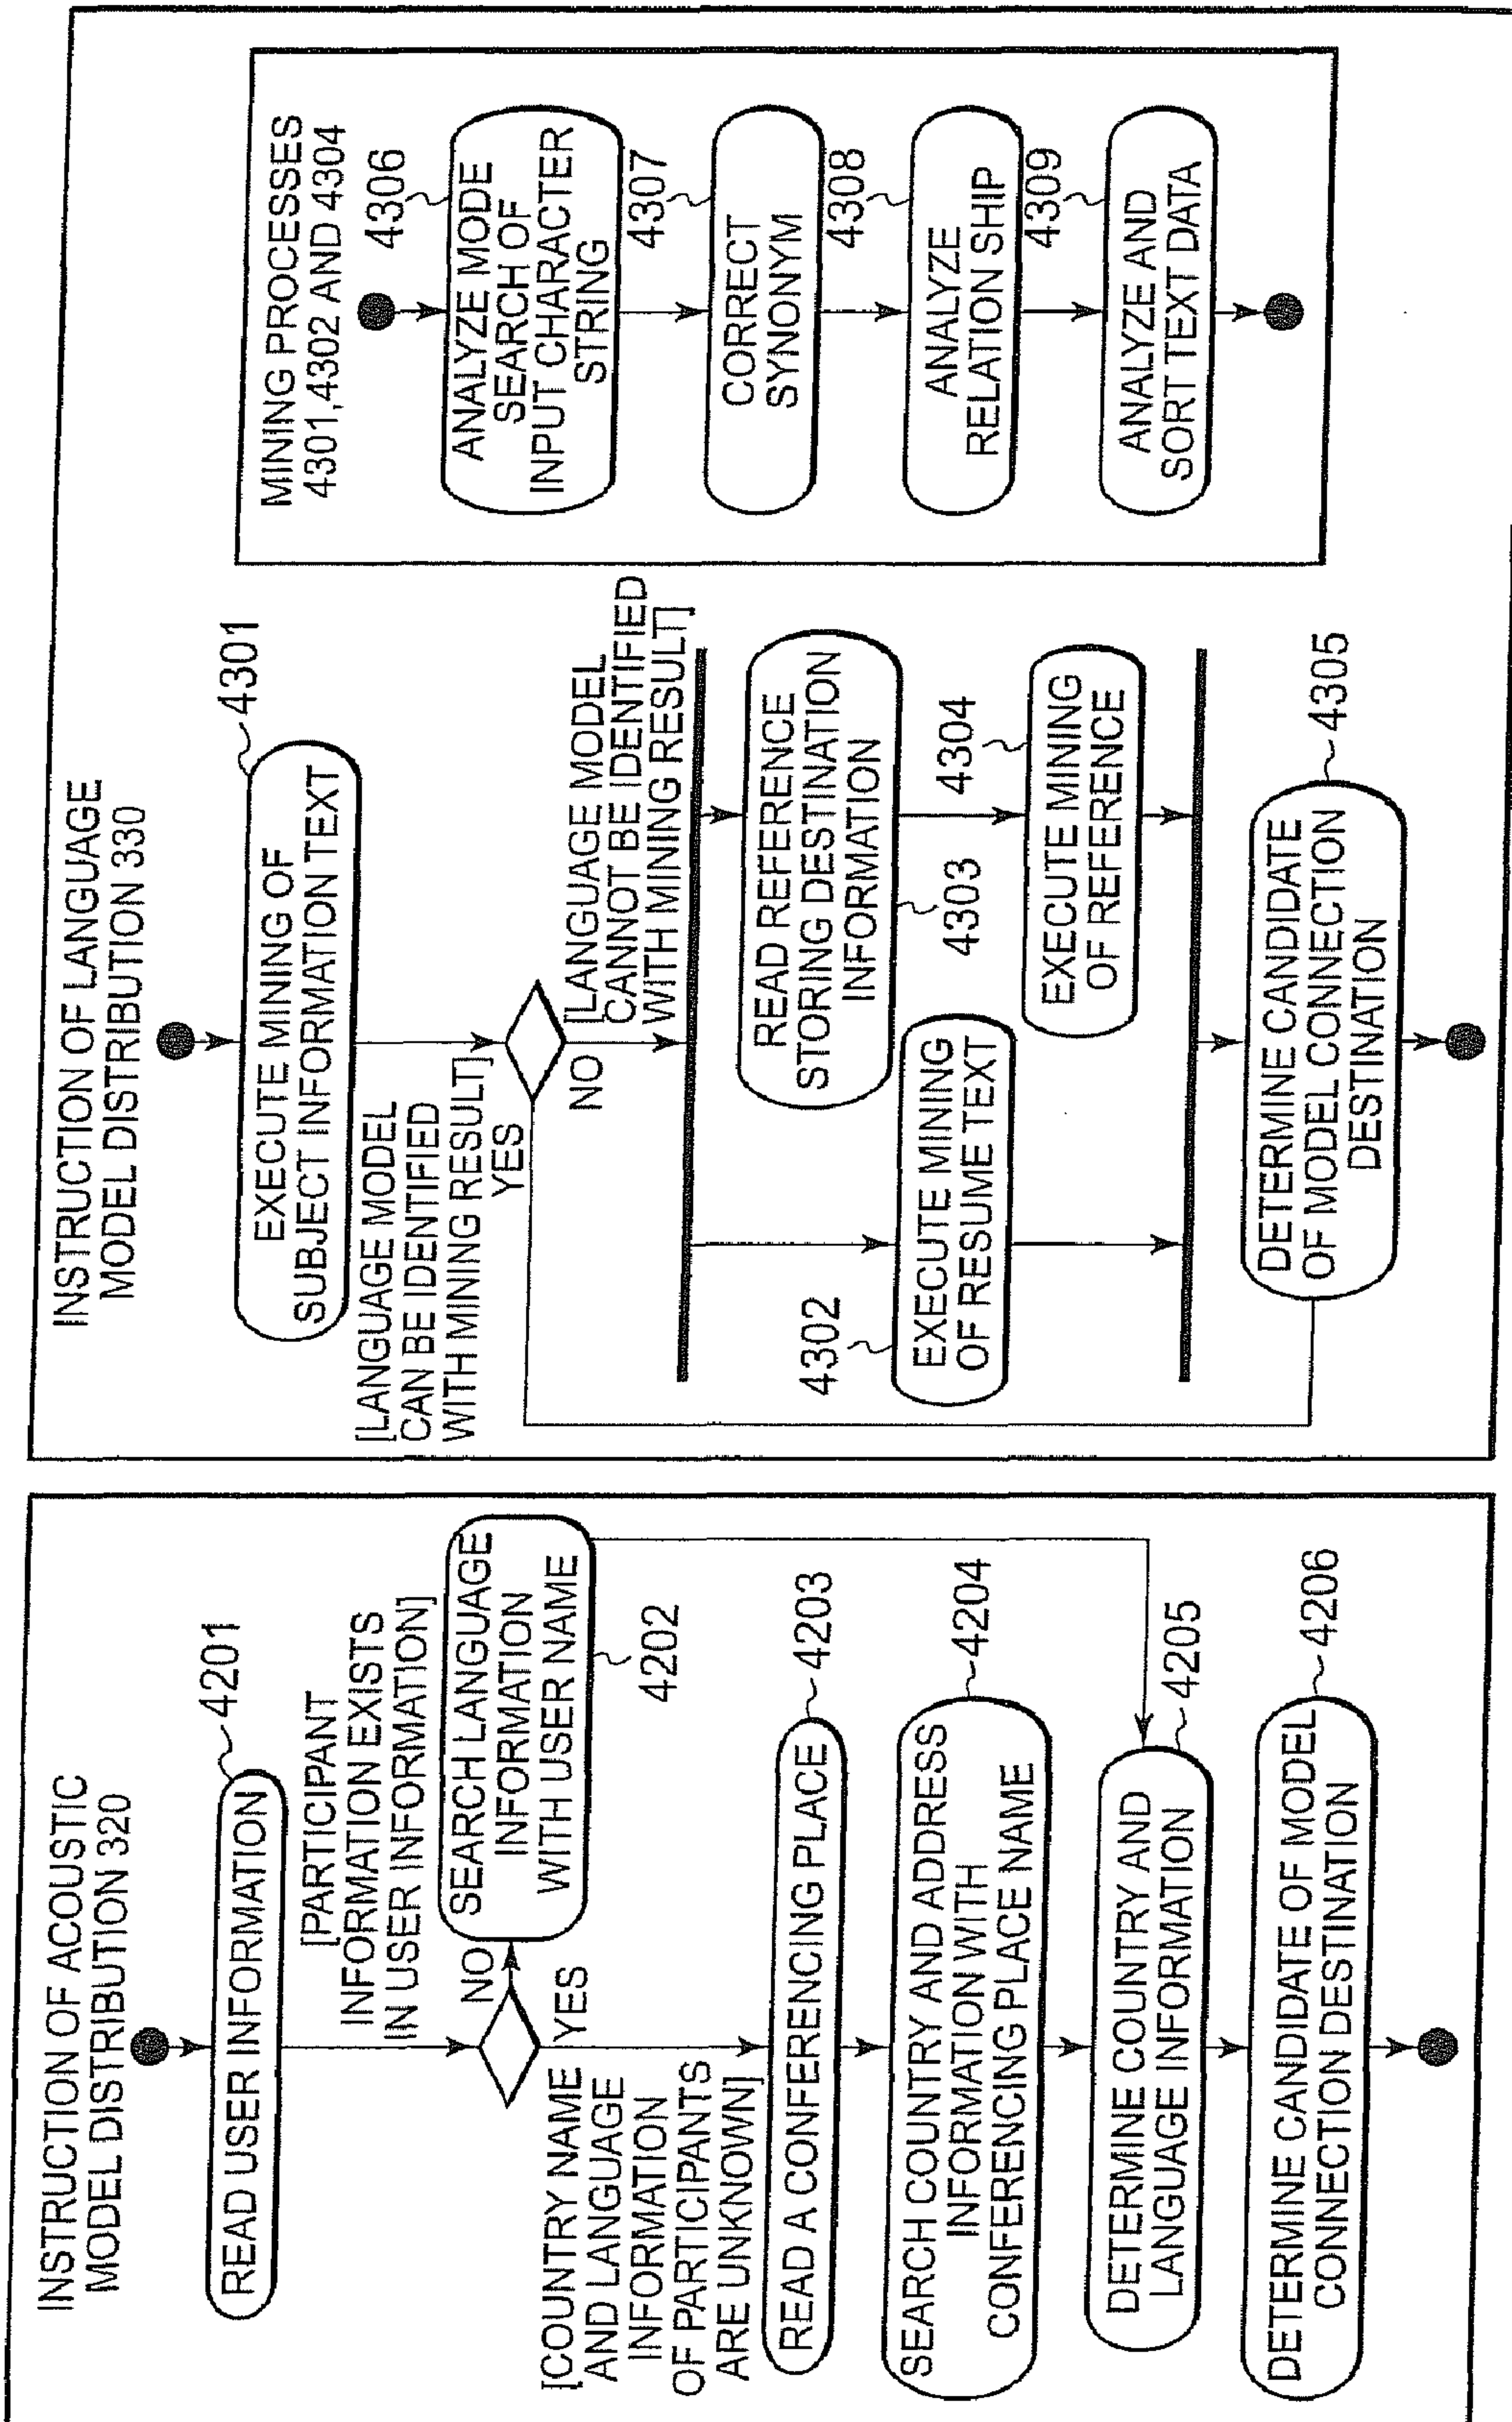 INSTRUCTION OF ACOUSTIC
MODEL DISTRIBUTION 320
READ USER INFORMATION
4201
[PARTICIPANT
INFORMATION EXISTS
IN USER INFORMATION]
NO
SEARCH LANGUAGE
INFORMATION
WITH USER NAME
4202
YES
[COUNTRY NAME
AND LANGUAGE
INFORMATION
OF PARTICIPANTS
ARE UNKNOWN]
READ A CONFERENCING PLACE
4203
SEARCH COUNTRY AND ADDRESS
INFORMATION WITH
CONFERENCING PLACE NAME
4204
DETERMINE COUNTRY AND
LANGUAGE INFORMATION
4205
DETERMINE CANDIDATE OF MODEL
CONNECTION DESTINATION
4206
INSTRUCTION OF LANGUAGE
MODEL DISTRIBUTION 330
EXECUTE MINING OF
SUBJECT INFORMATION TEXT
4301
[LANGUAGE MODEL
CAN BE IDENTIFIED
WITH MINING RESULT]
YES
NO
[LANGUAGE MODEL
CANNOT BE IDENTIFIED
WITH MINING RESULT]
4302
EXECUTE MINING
OF RESUME TEXT
READ REFERENCE
STORING DESTINATION
INFORMATION
4303
4304
EXECUTE MINING
OF REFERENCE
DETERMINE CANDIDATE
OF MODEL CONNECTION
DESTINATION
4305
MINING PROCESSES
4301,4302 AND 4304
4306
ANALYZE MODE
SEARCH OF
INPUT CHARACTER
STRING
4307
CORRECT
SYNONYM
4308
ANALYZE
RELATION SHIP
4309
ANALYZE AND
SORT TEXT DATA